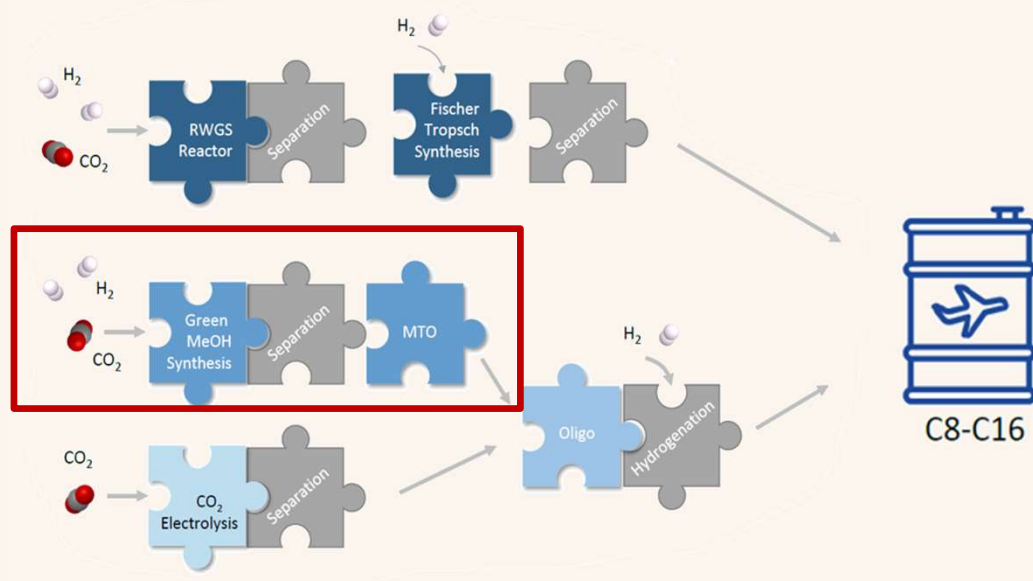 H₂
H₂
CO₂
RWGS
Reactor
Separation
Fischer
Tropsch
Synthesis
Separation
H₂
CO₂
Green
MeOH
Synthesis
Separation
MTO
H₂
CO₂
CO₂
Electrolysis
Separation
Oligo
Hydrogenation
C8-C16